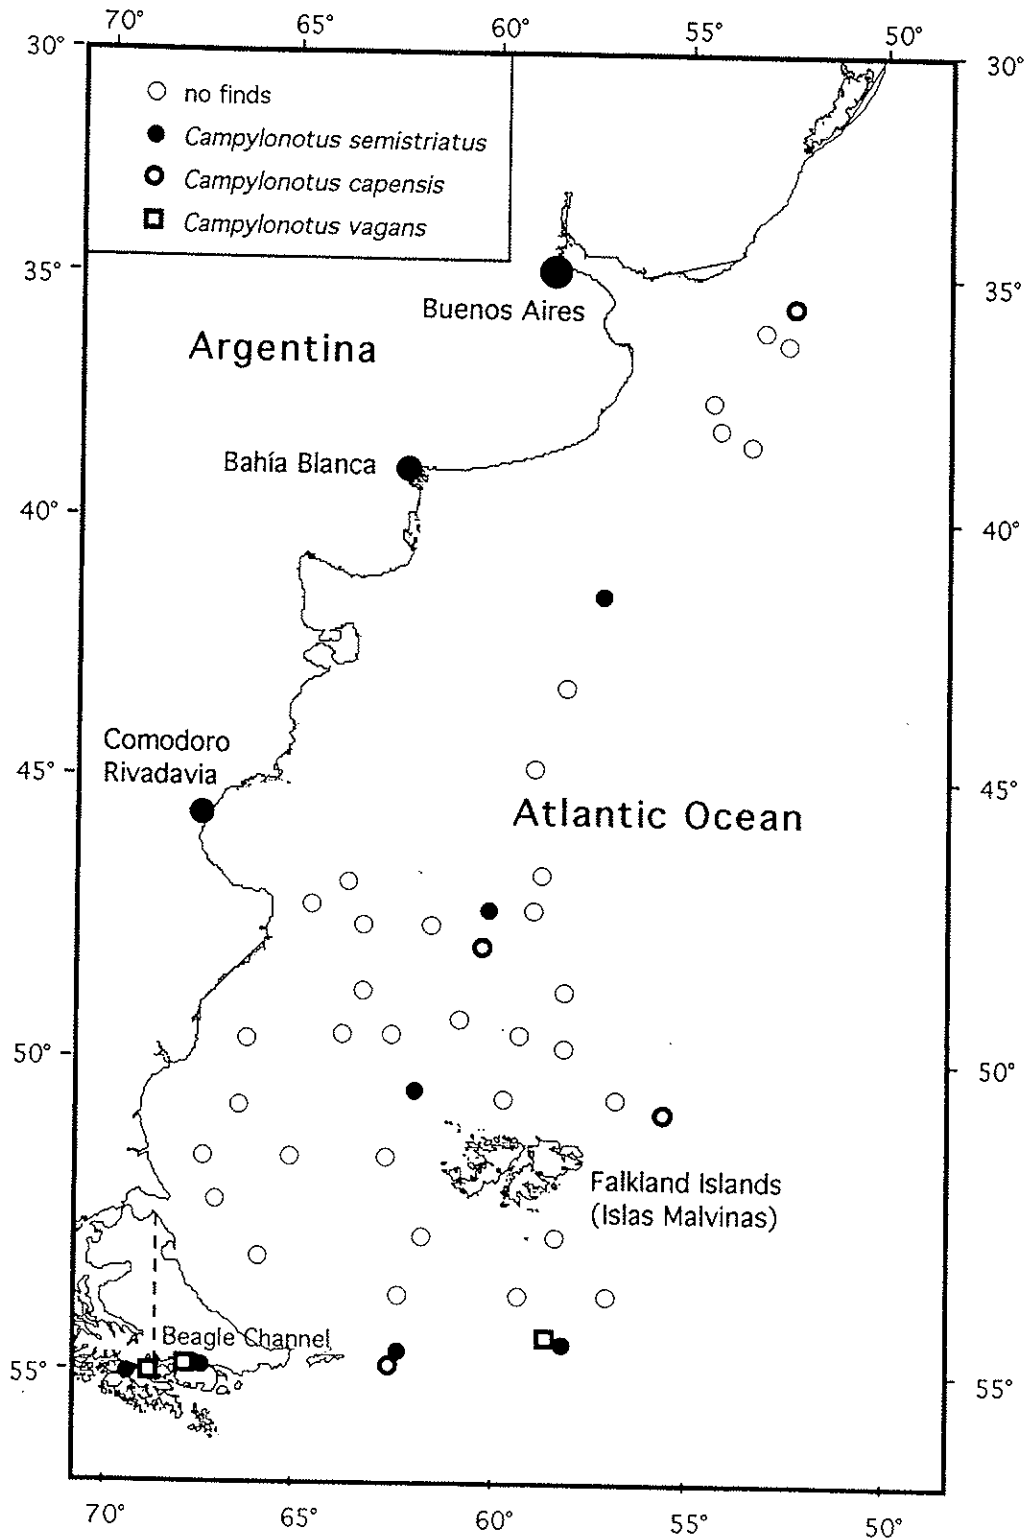 70° 65° 60° 55° 50°
30° 30°
no finds
Campylonotus semistriatus
Campylonotus capensis
Campylonotus vagans
35° 35°
Buenos Aires
Argentina
Bahía Blanca
40° 40°
Comodoro
Rivadavia
45° 45°
Atlantic Ocean
50° 50°
Falkland Islands
(Islas Malvinas)
Beagle Channel
55° 55°
70° 65° 60° 55° 50°